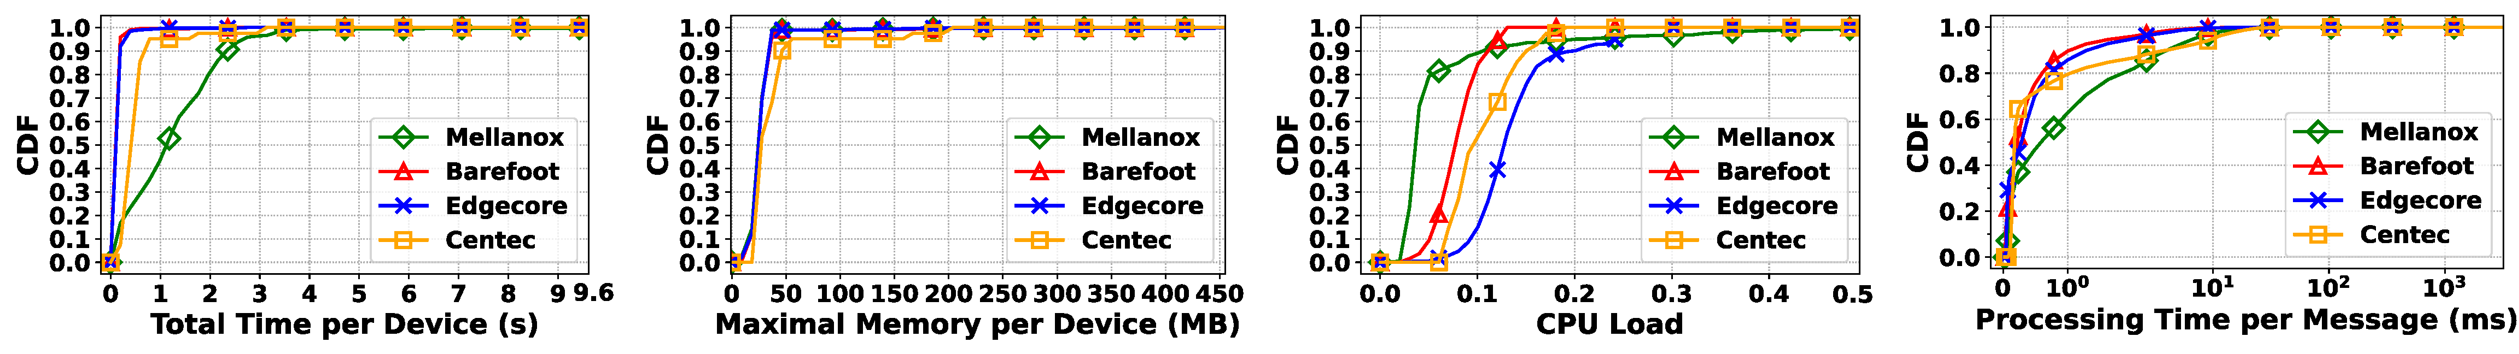 CDF
1.0
0.9
0.8
0.7
0.6
0.5
0.4
0.3
0.2
0.1
0.0
Mellanox
Barefoot
Edgecore
Centec
0 1 2 3 4 5 6 7 8 9 9.6
Total Time per Device (s)
CDF
1.0
0.9
0.8
0.7
0.6
0.5
0.4
0.3
0.2
0.1
0.0
Mellanox
Barefoot
Edgecore
Centec
0 50 100 150 200 250 300 350 400 450
Maximal Memory per Device (MB)
CDF
1.0
0.9
0.8
0.7
0.6
0.5
0.4
0.3
0.2
0.1
0.0
Mellanox
Barefoot
Edgecore
Centec
0.0 0.1 0.2 0.3 0.4 0.5
CPU Load
CDF
1.0
0.8
0.6
0.4
0.2
0.0
Mellanox
Barefoot
Edgecore
Centec
0 10⁰ 10¹ 10² 10³
Processing Time per Message (ms)